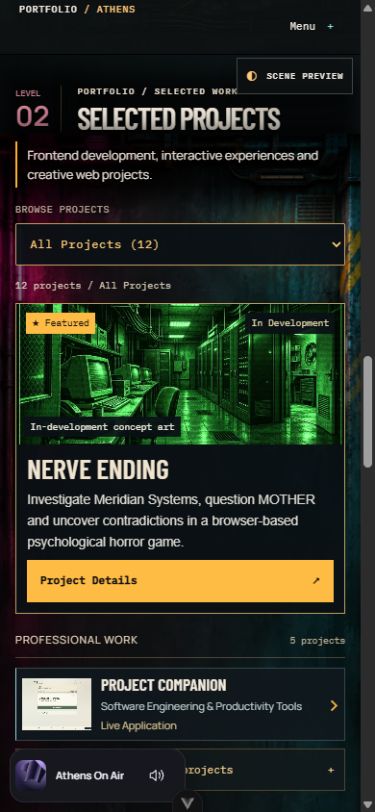 PORTFOLIO / ATHENS
Menu +
SCENE PREVIEW
LEVEL
02
PORTFOLIO / SELECTED WORK
SELECTED PROJECTS
Frontend development, interactive experiences and
creative web projects.
BROWSE PROJECTS
All Projects (12)
12 projects / All Projects
★ Featured
In Development
In-development concept art
NERVE ENDING
Investigate Meridian Systems, question MOTHER
and uncover contradictions in a browser-based
psychological horror game.
Project Details ↗
PROFESSIONAL WORK
5 projects
PROJECT COMPANION
Software Engineering & Productivity Tools
Live Application
projects +
Athens On Air